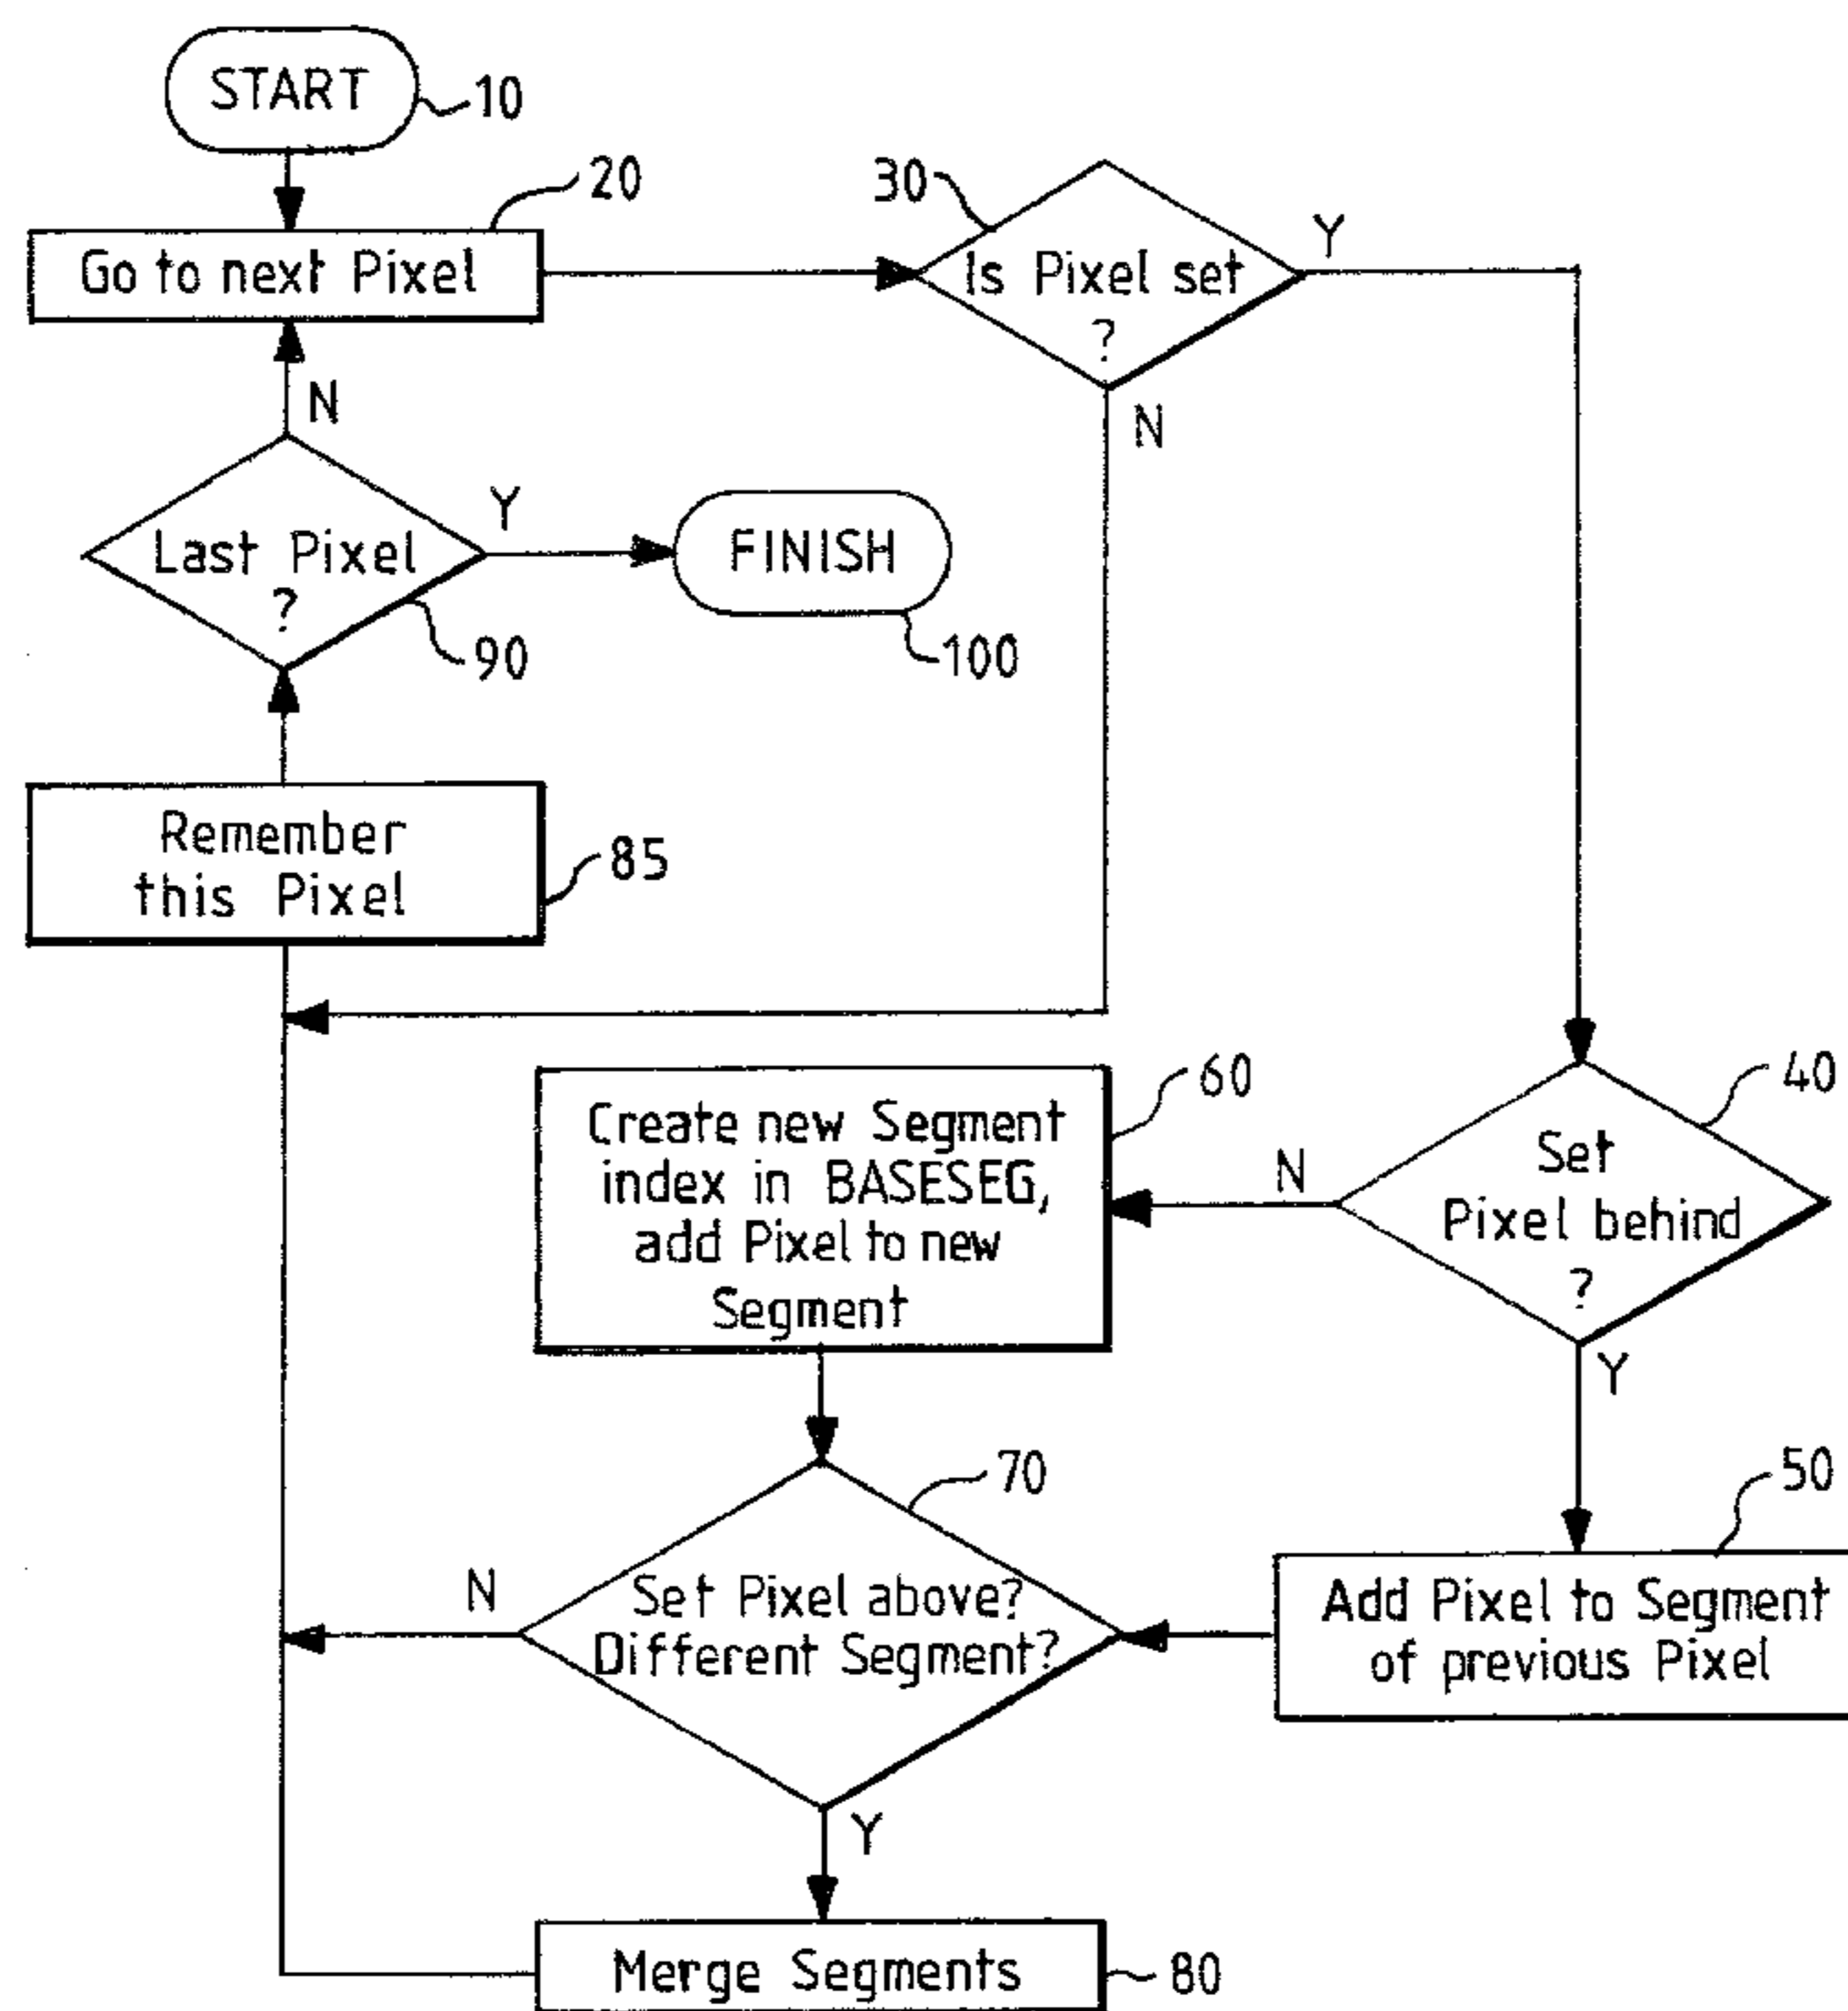 START
10
20
Go to next Pixel
30
Is Pixel set
?
Y
N
N
Last Pixel
?
Y
90
FINISH
100
Remember
this Pixel
85
40
Set
Pixel behind
?
N
Y
60
Create new Segment
index in BASESEG,
add Pixel to new
Segment
50
Add Pixel to Segment
of previous Pixel
70
Set Pixel above?
Different Segment?
N
Y
Merge Segments
80